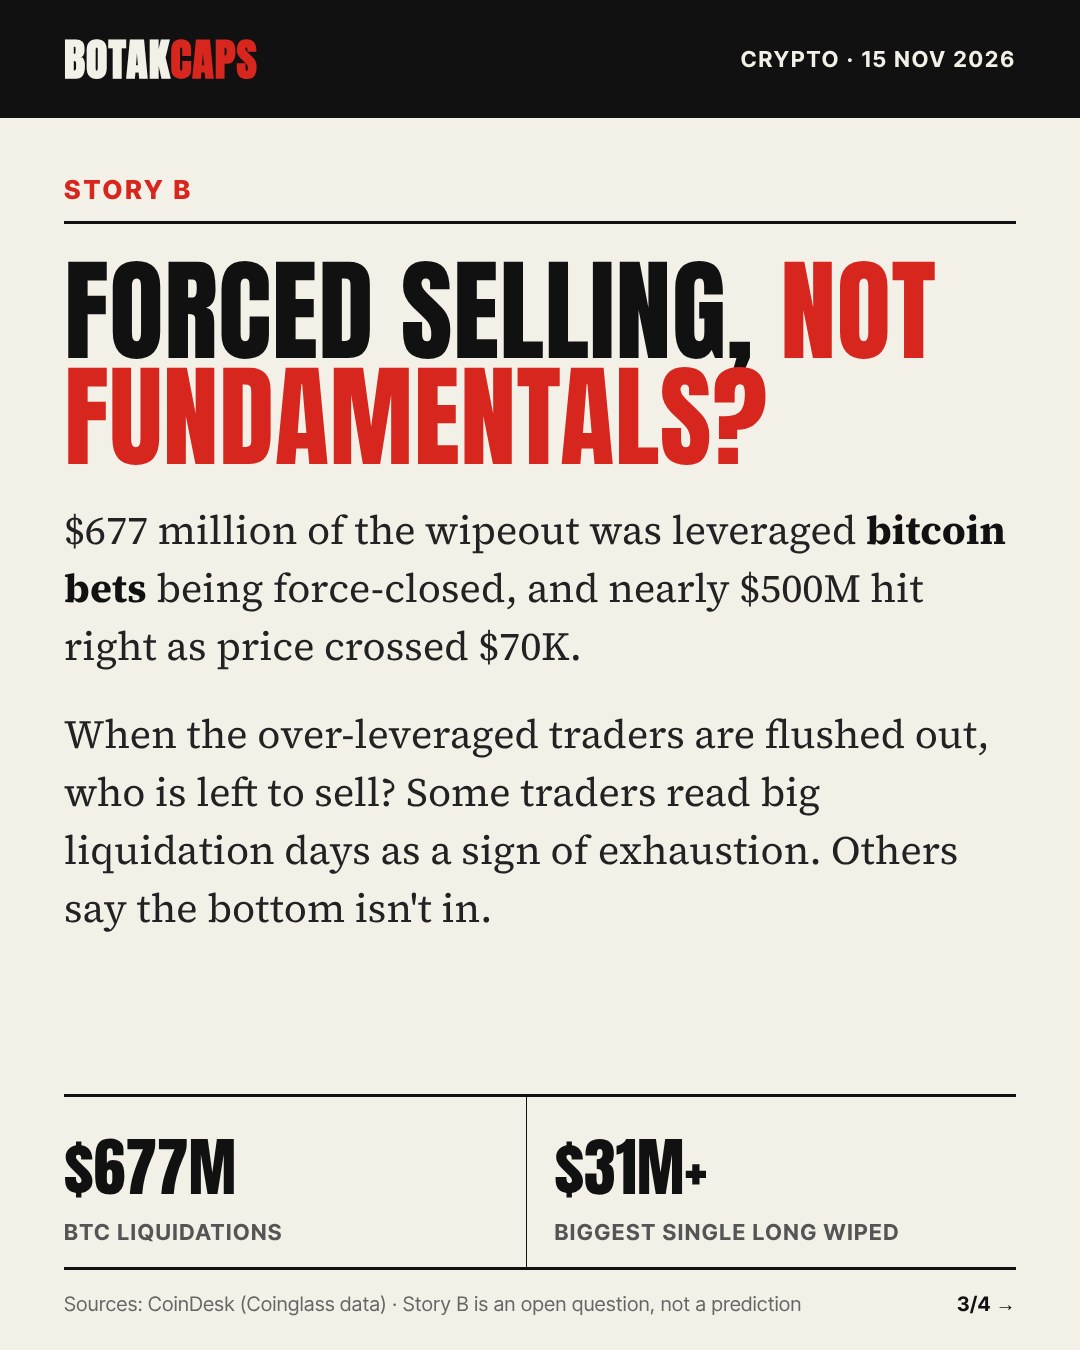 BOTAKCAPS
CRYPTO · 15 NOV 2026
STORY B
FORCED SELLING, NOT
FUNDAMENTALS?
$677 million of the wipeout was leveraged bitcoin
bets being force-closed, and nearly $500M hit
right as price crossed $70K.
When the over-leveraged traders are flushed out,
who is left to sell? Some traders read big
liquidation days as a sign of exhaustion. Others
say the bottom isn't in.
$677M
BTC LIQUIDATIONS
$31M+
BIGGEST SINGLE LONG WIPED
Sources: CoinDesk (Coinglass data) · Story B is an open question, not a prediction
3/4 →